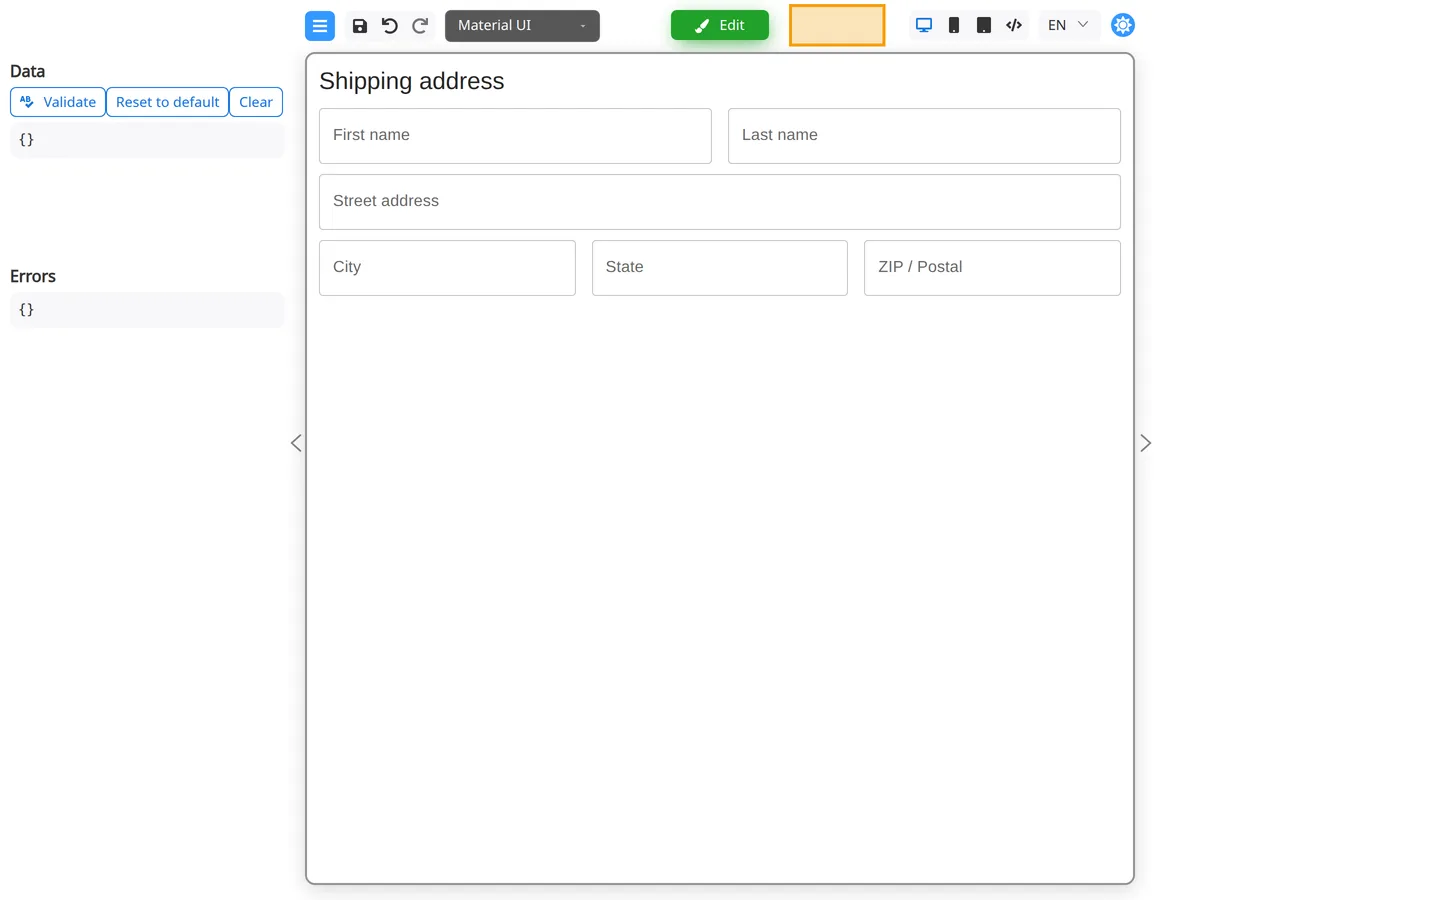 Material UI
Edit
EN
Data
Validate
Reset to default
Clear
{}
Errors
{}
Shipping address
First name
Last name
Street address
City
State
ZIP / Postal